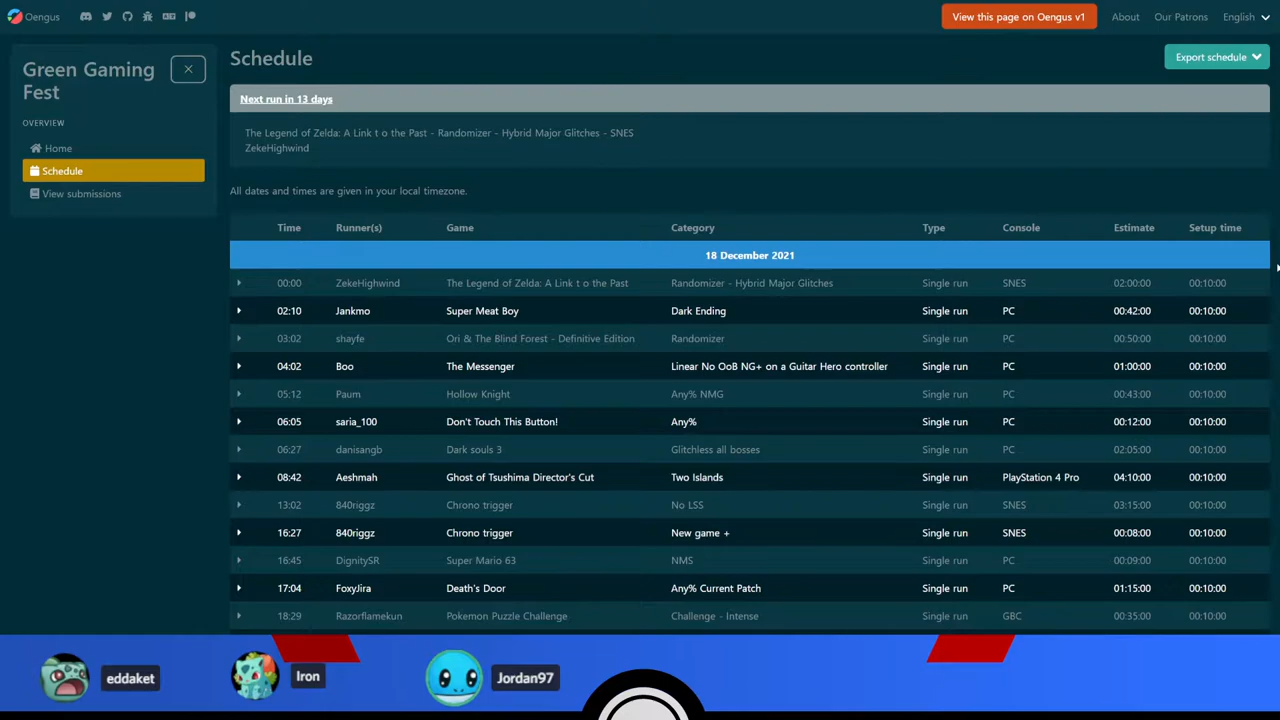 Oengus
View this page on Oengus v1
About
Our Patrons
English
Green Gaming
Fest
OVERVIEW
Home
Schedule
View submissions
Schedule
Export schedule
Next run in 13 days
The Legend of Zelda: A Link t o the Past - Randomizer - Hybrid Major Glitches - SNES
ZekeHighwind
All dates and times are given in your local timezone.
Time Runner(s) Game Category Type Console Estimate Setup time
18 December 2021
00:00 ZekeHighwind The Legend of Zelda: A Link t o the Past Randomizer - Hybrid Major Glitches Single run SNES 02:00:00 00:10:00
02:10 Jankmo Super Meat Boy Dark Ending Single run PC 00:42:00 00:10:00
03:02 shayfe Ori & The Blind Forest - Definitive Edition Randomizer Single run PC 00:50:00 00:10:00
04:02 Boo The Messenger Linear No OoB NG+ on a Guitar Hero controller Single run PC 01:00:00 00:10:00
05:12 Paum Hollow Knight Any% NMG Single run PC 00:43:00 00:10:00
06:05 saria_100 Don't Touch This Button! Any% Single run PC 00:12:00 00:10:00
06:27 danisangb Dark souls 3 Glitchless all bosses Single run PC 02:05:00 00:10:00
08:42 Aeshmah Ghost of Tsushima Director's Cut Two Islands Single run PlayStation 4 Pro 04:10:00 00:10:00
13:02 840riggz Chrono trigger No LSS Single run SNES 03:15:00 00:10:00
16:27 840riggz Chrono trigger New game + Single run SNES 00:08:00 00:10:00
16:45 DignitySR Super Mario 63 NMS Single run PC 00:09:00 00:10:00
17:04 FoxyJira Death's Door Any% Current Patch Single run PC 01:15:00 00:10:00
18:29 Razorflamekun Pokemon Puzzle Challenge Challenge - Intense Single run GBC 00:35:00 00:10:00
eddaket
Iron
Jordan97